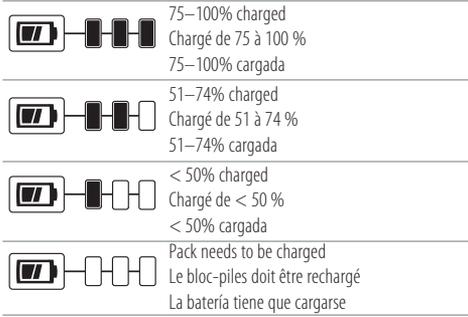 75–100% charged
Chargé de 75 à 100 %
75–100% cargada
51–74% charged
Chargé de 51 à 74 %
51–74% cargada
< 50% charged
Chargé de < 50 %
< 50% cargada
Pack needs to be charged
Le bloc-piles doit être rechargé
La batería tiene que cargarse